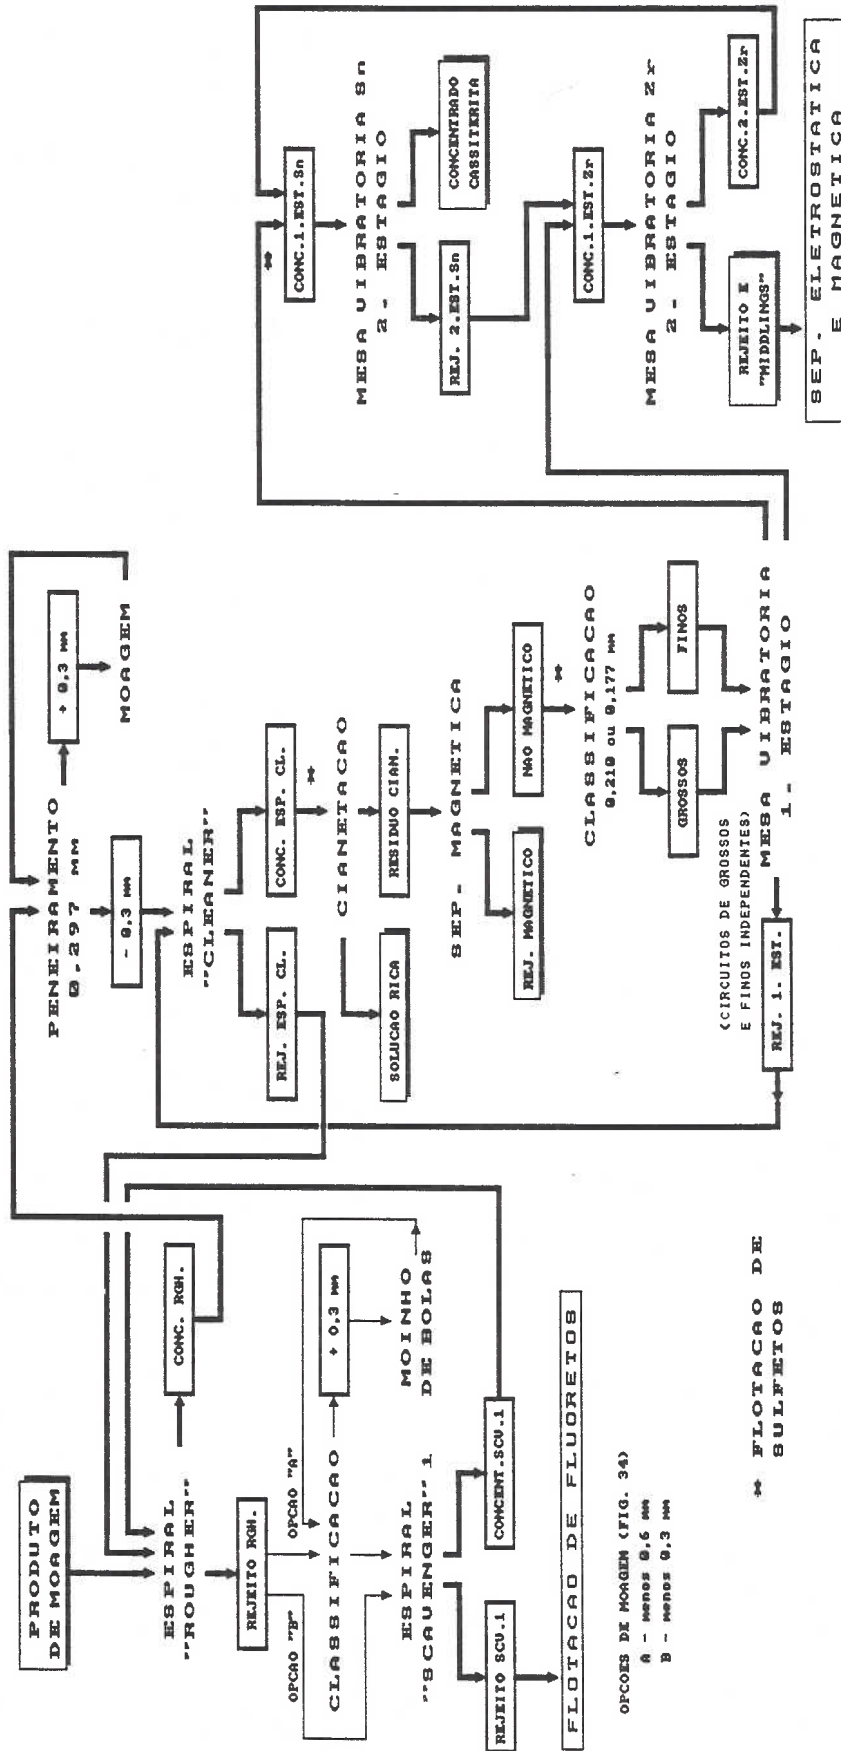 PRODUTO
DE MOAGEM
ESPIRAL
"ROUGHER"
CONC. RGH.
REJEITO RGH.
OPCAO "B"
OPCAO "A"
CLASSIFICACAO
+ 0,3 MM
MOINHO
DE BOLAS
ESPIRAL
"SCAVENGER" 1
REJEITO SCV.1
CONCENT.SCV.1
FLOTACAO DE FLUORETOS
OPCOES DE MOAGEM (FIG. 34)
A - menos 0,6 mm
B - menos 0,3 mm
** FLOTACAO DE
SULFETOS
PENEIRAMENTO
0,297 MM
+ 0,3 MM
MOAGEM
- 0,3 MM
ESPIRAL
"CLEANER"
REJ. ESP. CL.
CONC. ESP. CL.
**
CIANETACAO
SOLUCAO RICA
RESIDUO CIAN.
SEP. MAGNETICA
REJ. MAGNETICO
NAO MAGNETICO
**
CLASSIFICACAO
0,210 ou 0,177 MM
GROSSOS
FINOS
(CIRCUITOS DE GROSSOS
E FINOS INDEPENDENTES)
MESA VIBRATORIA
1- ESTAGIO
REJ. 1. EST.
**
CONC.1.EST.Sn
MESA VIBRATORIA Sn
2- ESTAGIO
REJ. 2.EST.Sn
CONCENTRADO
CASSITERITA
CONC.1.EST.Zr
MESA VIBRATORIA Zr
2- ESTAGIO
REJEITO E
"MIDDLINGS"
CONC.2.EST.Zr
SEP. ELETROSTATICA
E MAGNETICA